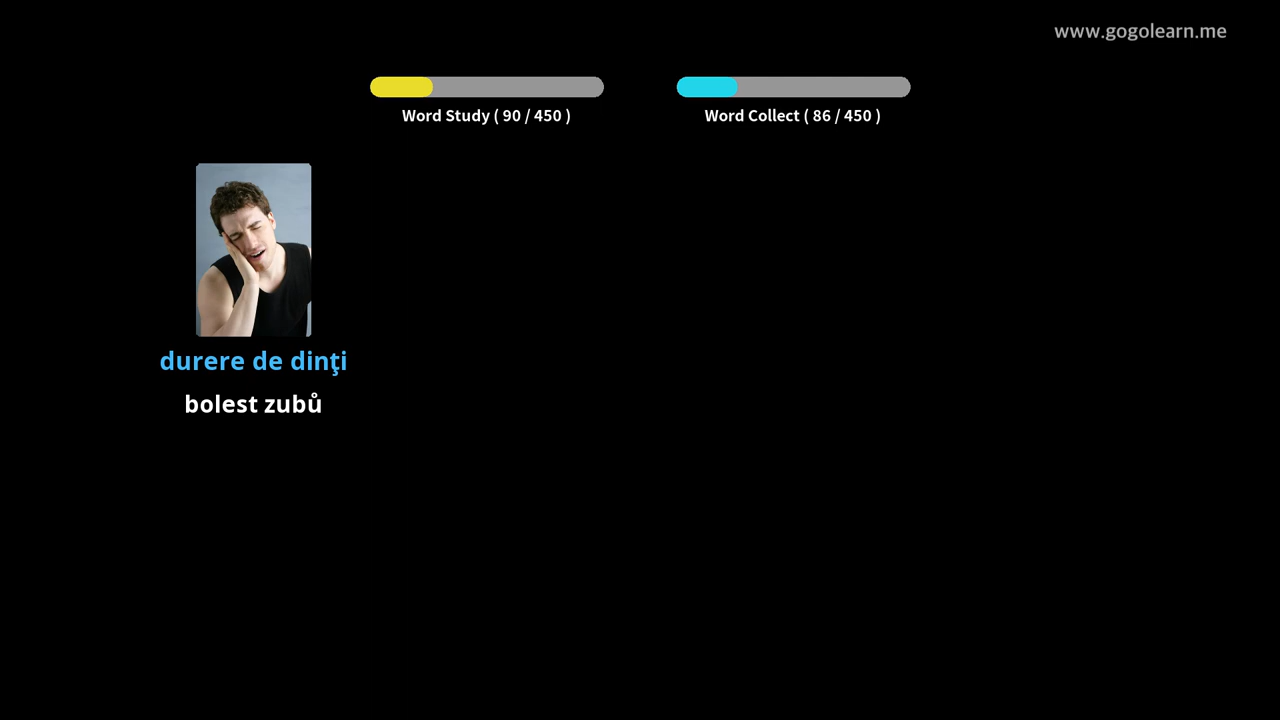 www.gogolearn.me
Word Study ( 90 / 450 )
Word Collect ( 86 / 450 )
durere de dinţi
bolest zubů